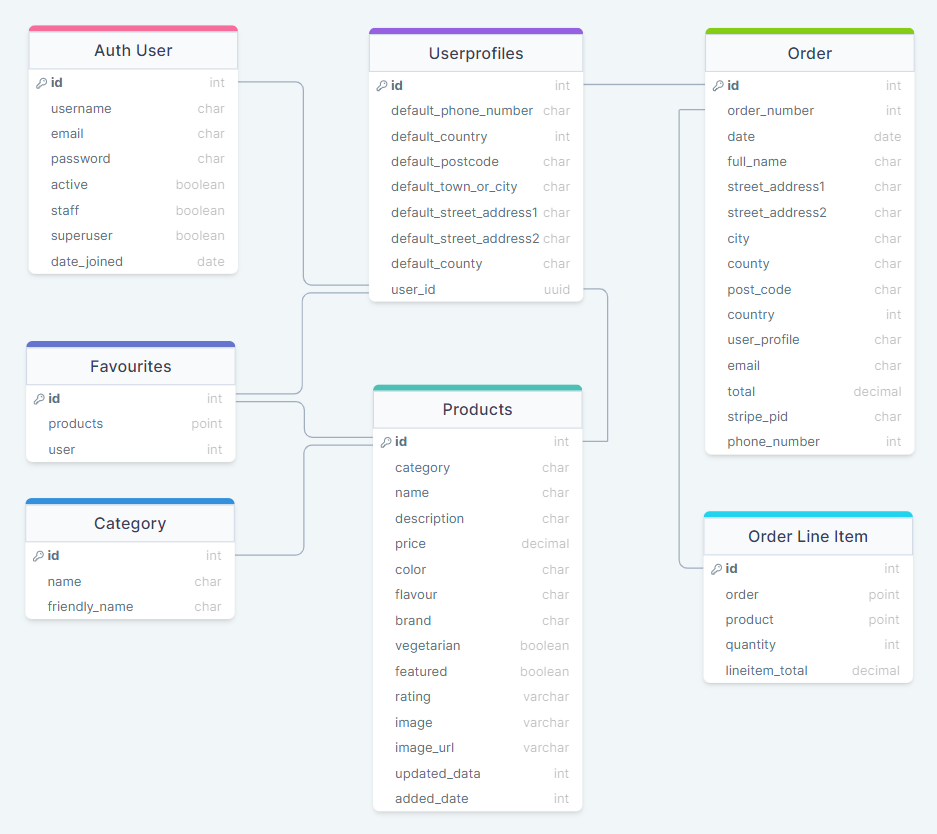 Auth User
id int
username char
email char
password char
active boolean
staff boolean
superuser boolean
date_joined date
Userprofiles
id int
default_phone_number char
default_country int
default_postcode char
default_town_or_city char
default_street_address1 char
default_street_address2 char
default_county char
user_id uuid
Order
id int
order_number int
date date
full_name char
street_address1 char
street_address2 char
city char
county char
post_code char
country int
user_profile char
email char
total decimal
stripe_pid char
phone_number int
Favourites
id int
products point
user int
Products
id int
category char
name char
description char
price decimal
color char
flavour char
brand char
vegetarian boolean
featured boolean
rating varchar
image varchar
image_url varchar
updated_data int
added_date int
Category
id int
name char
friendly_name char
Order Line Item
id int
order point
product point
quantity int
lineitem_total decimal